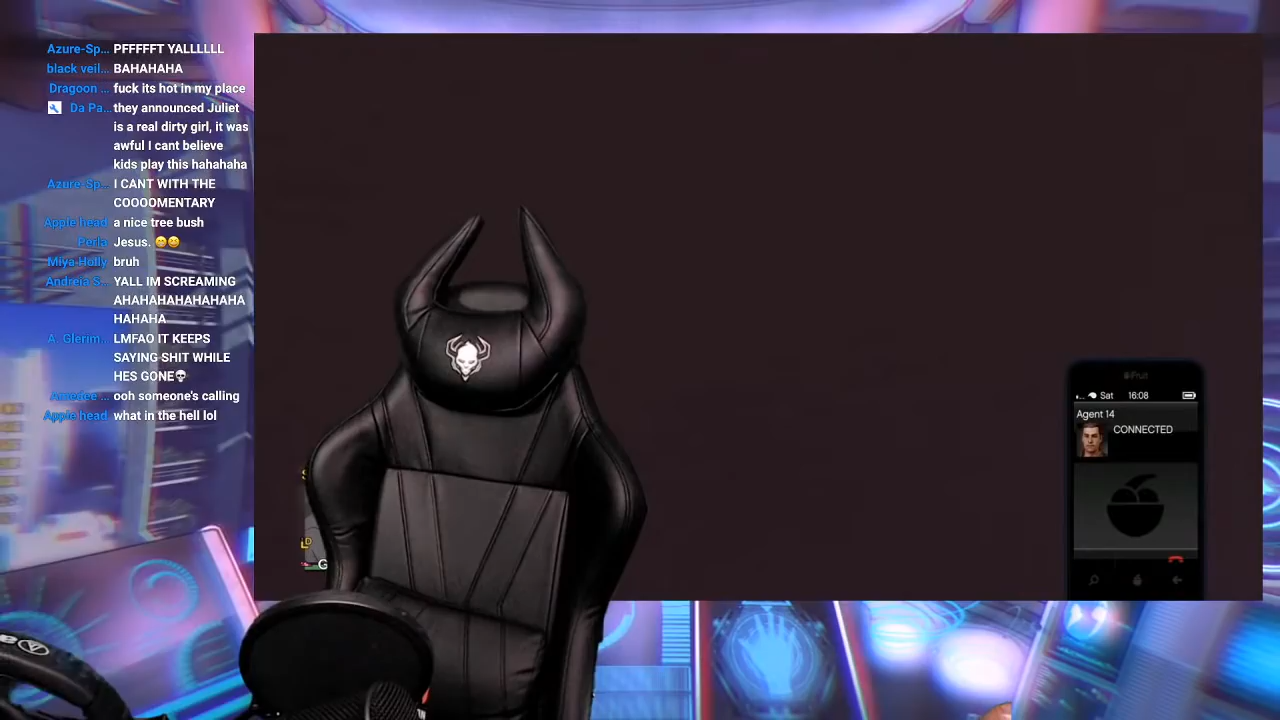 Azure-Sp... PFFFFFT YALLLLLL
black veil... BAHAHAHA
Dragoon ... fuck its hot in my place
Da Pa... they announced Juliet
is a real dirty girl, it was
awful I cant believe
kids play this hahahaha
Azure-Sp... I CANT WITH THE
COOOOMENTARY
Apple head a nice tree bush
Perla Jesus. 😁😄
Miya Holly bruh
Andreia S... YALL IM SCREAMING
AHAHAHAHAHAHAHA
HAHAHA
A. Glerim... LMFAO IT KEEPS
SAYING SHIT WHILE
HES GONE💀
Amedee ... ooh someone's calling
Apple head what in the hell lol
Fruit
Sat 16:08
Agent 14
CONNECTED
G